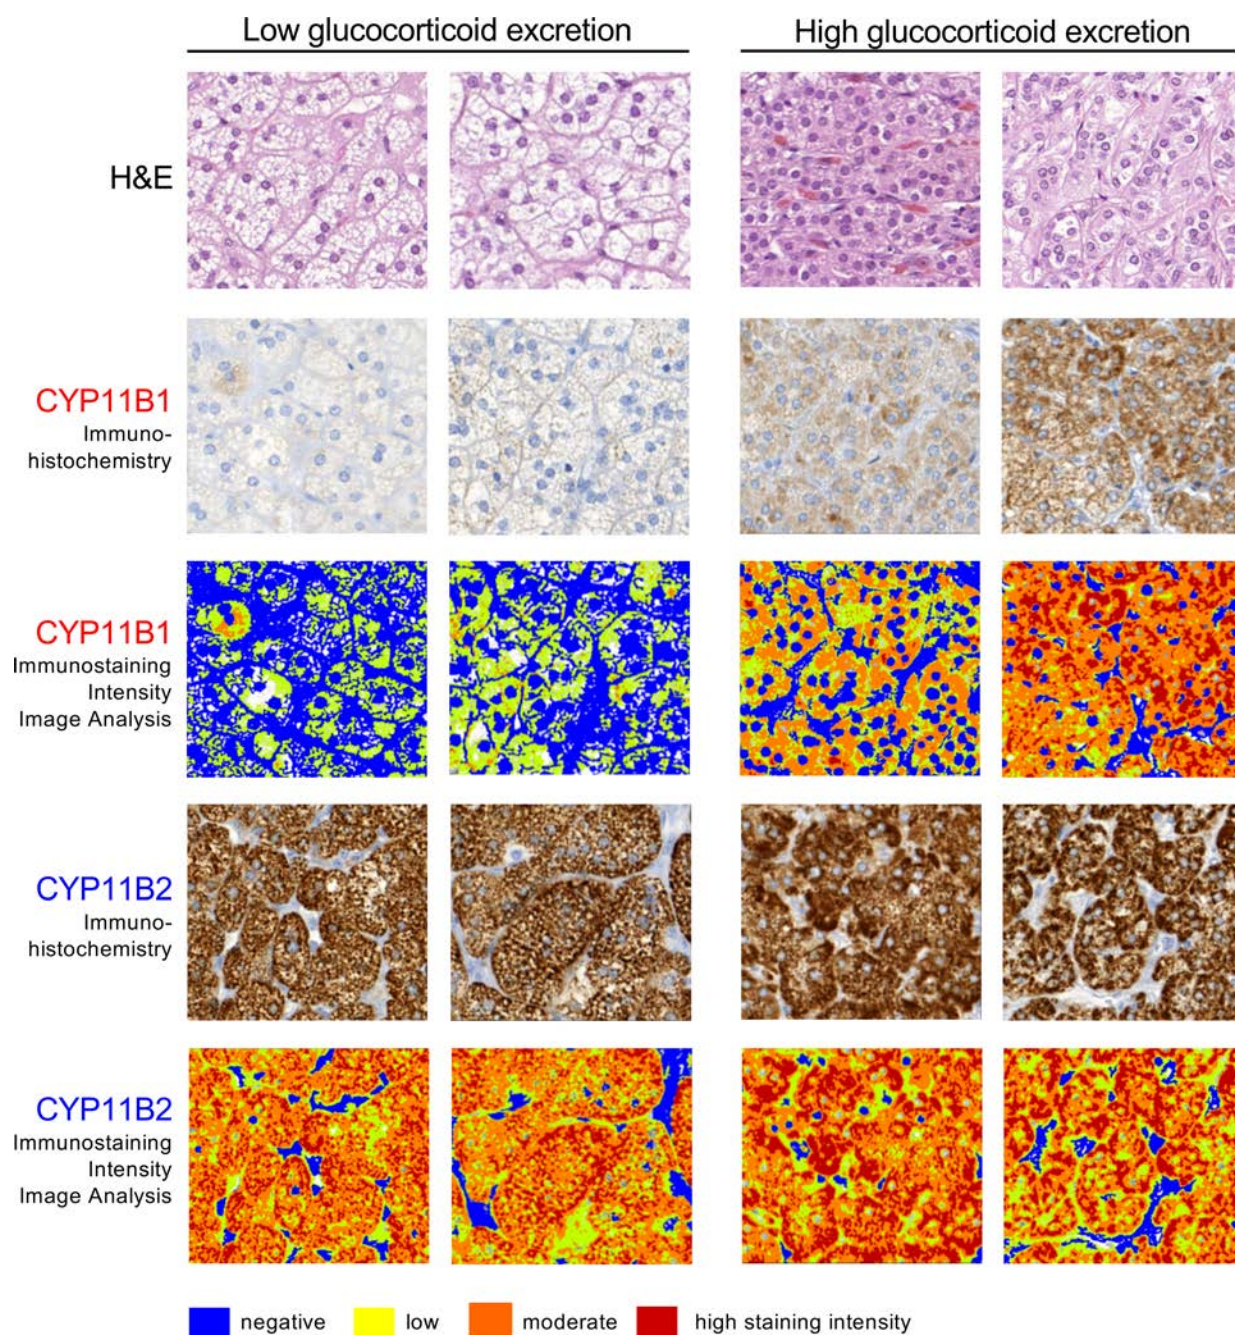 Low glucocorticoid excretion
High glucocorticoid excretion
H&E
CYP11B1
Immuno-
histochemistry
CYP11B1
Immunostaining
Intensity
Image Analysis
CYP11B2
Immuno-
histochemistry
CYP11B2
Immunostaining
Intensity
Image Analysis
negative low moderate high staining intensity